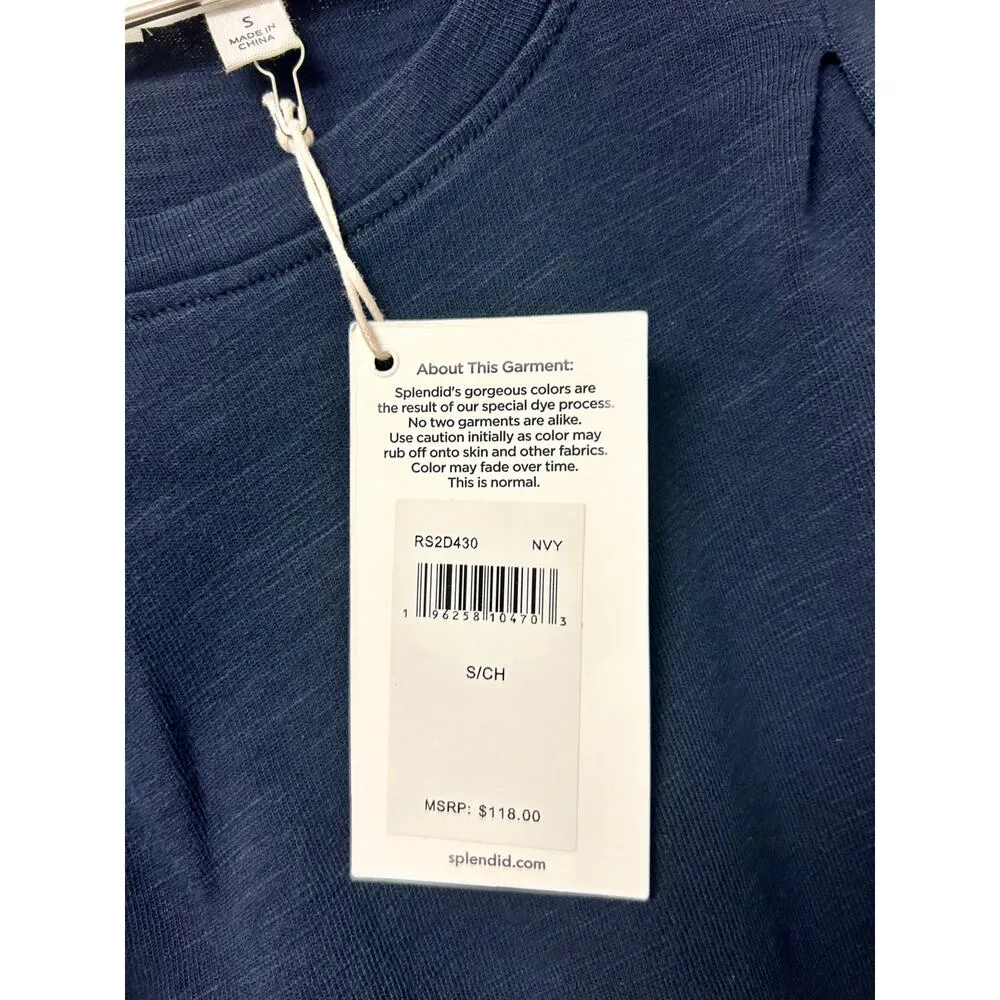 S
MADE IN
CHINA
About This Garment:
Splendid's gorgeous colors are
the result of our special dye process.
No two garments are alike.
Use caution initially as color may
rub off onto skin and other fabrics.
Color may fade over time.
This is normal.
RS2D430 NVY
1 96258 10470 3
S/CH
MSRP: $118.00
splendid.com